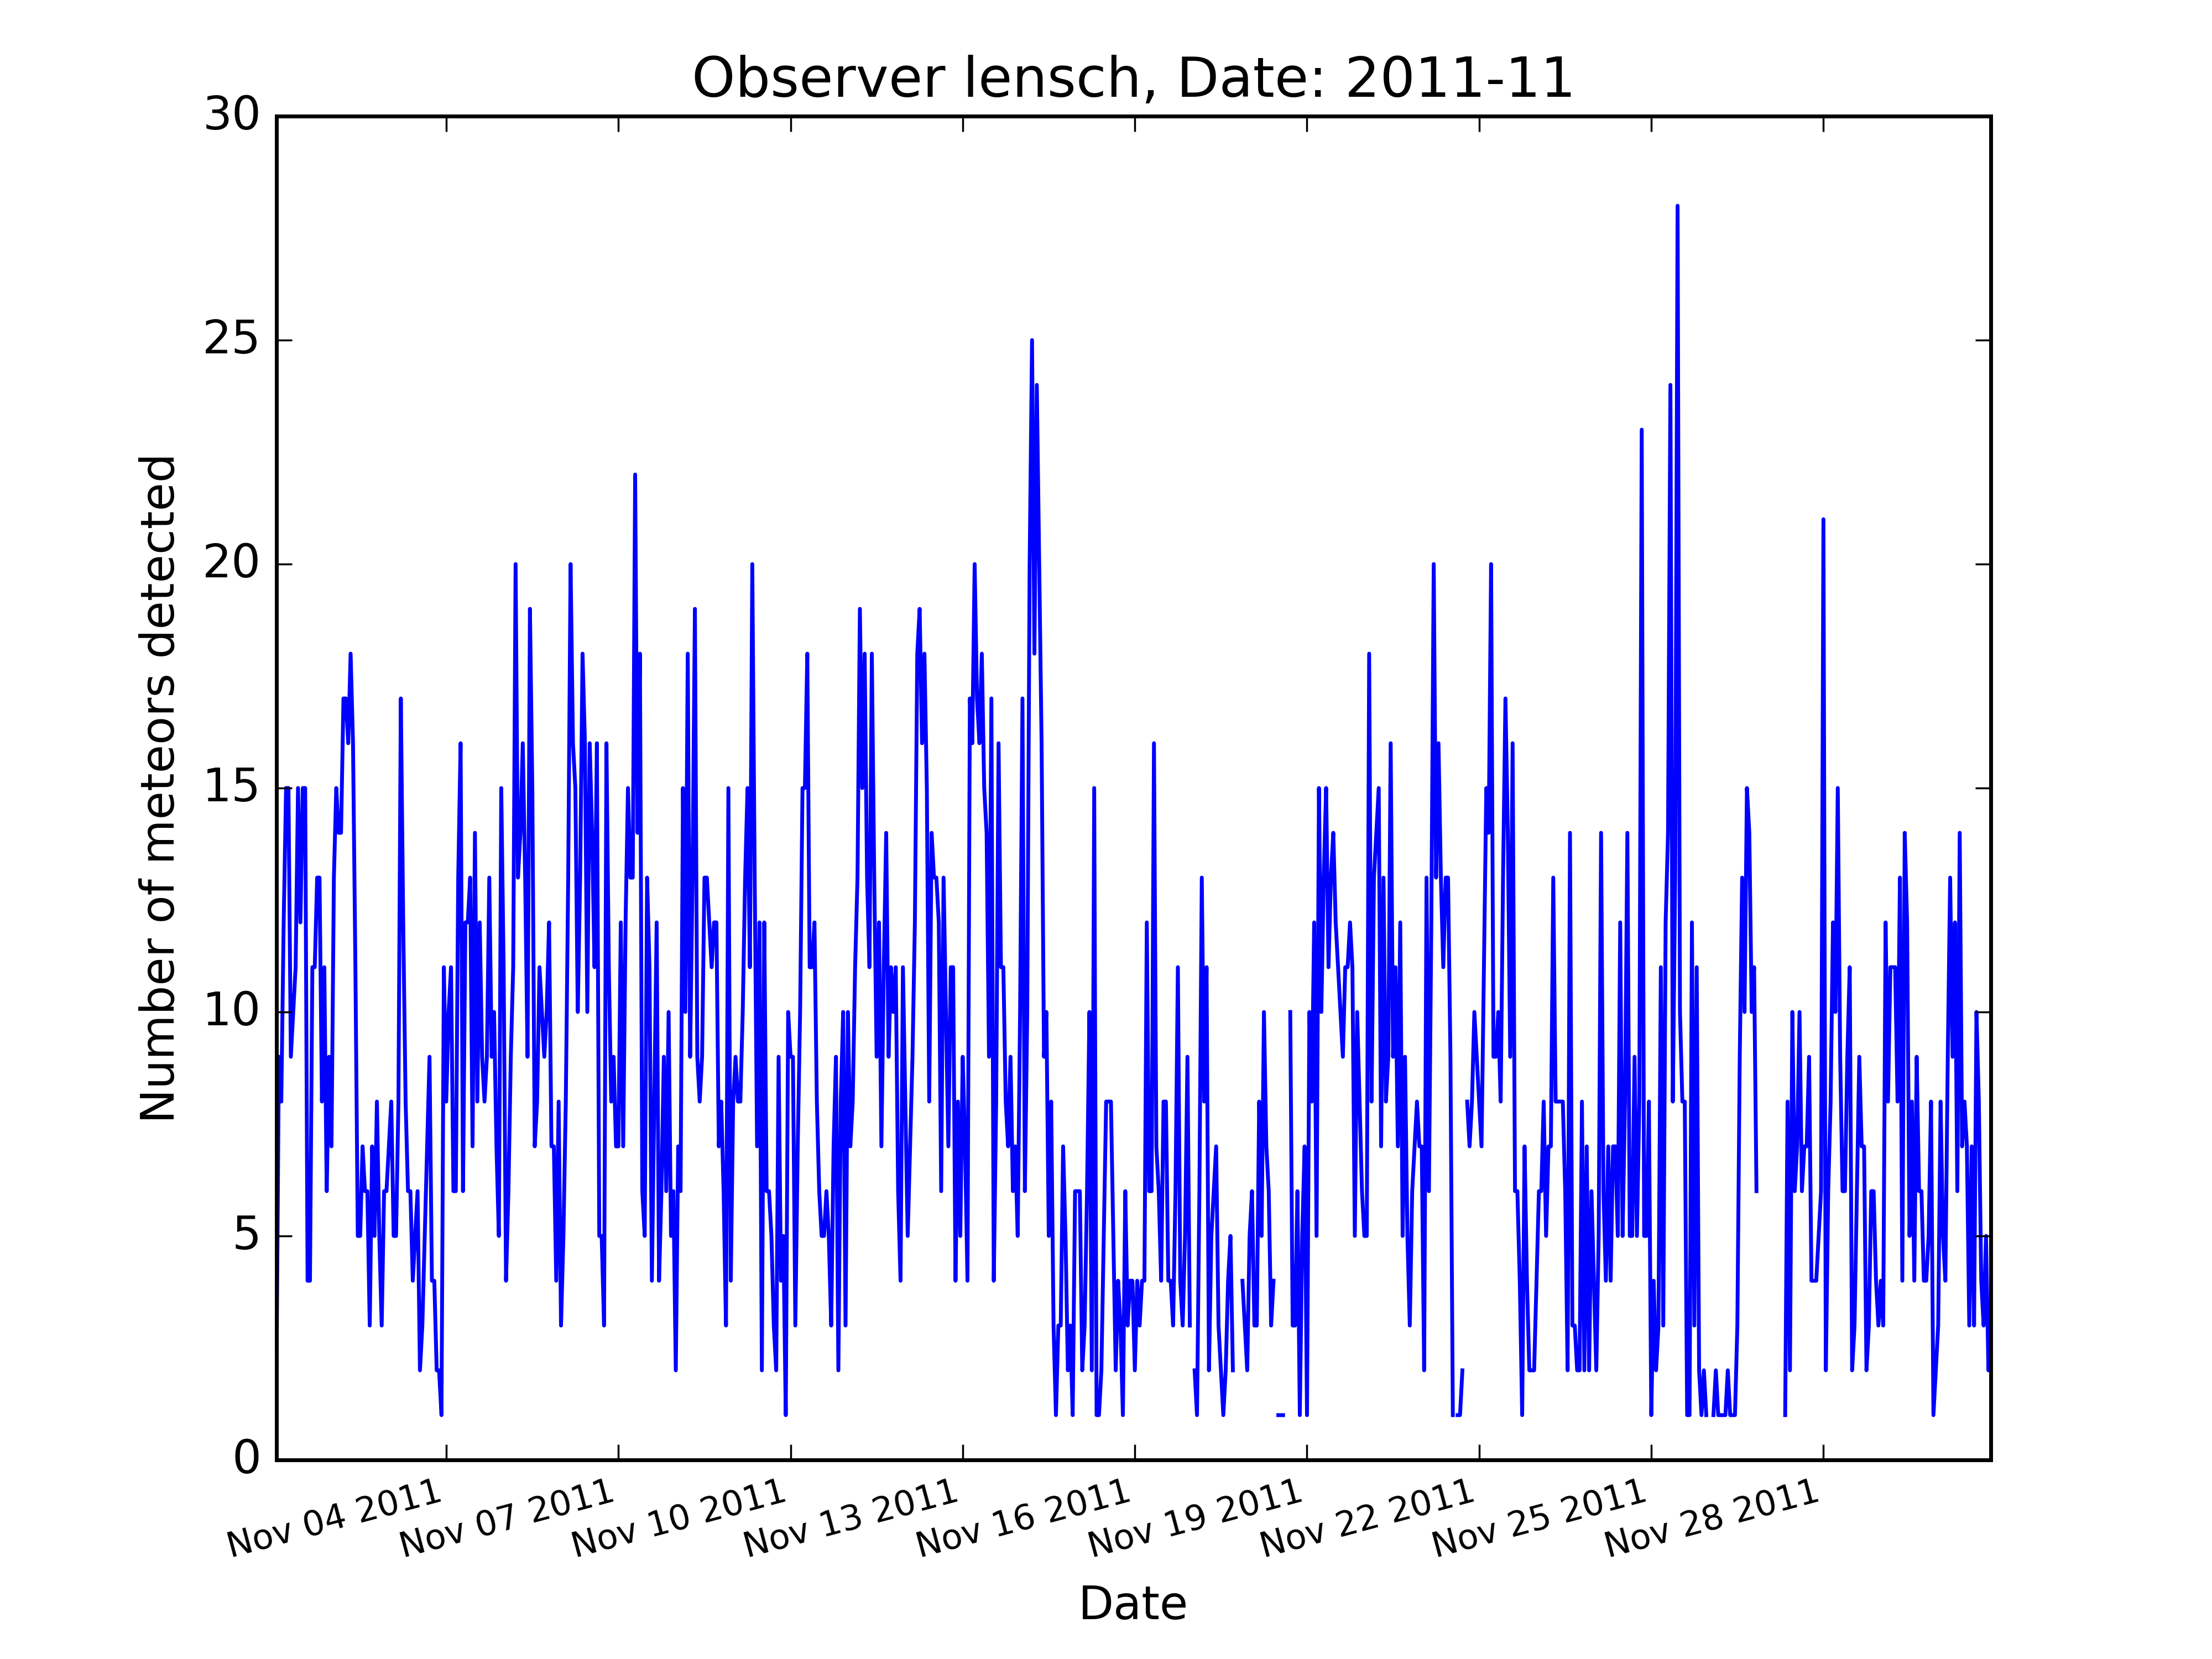 Observer lensch, Date: 2011-11
30
25
20
15
10
5
0
Number of meteors detected
Nov 04 2011
Nov 07 2011
Nov 10 2011
Nov 13 2011
Nov 16 2011
Nov 19 2011
Nov 22 2011
Nov 25 2011
Nov 28 2011
Date